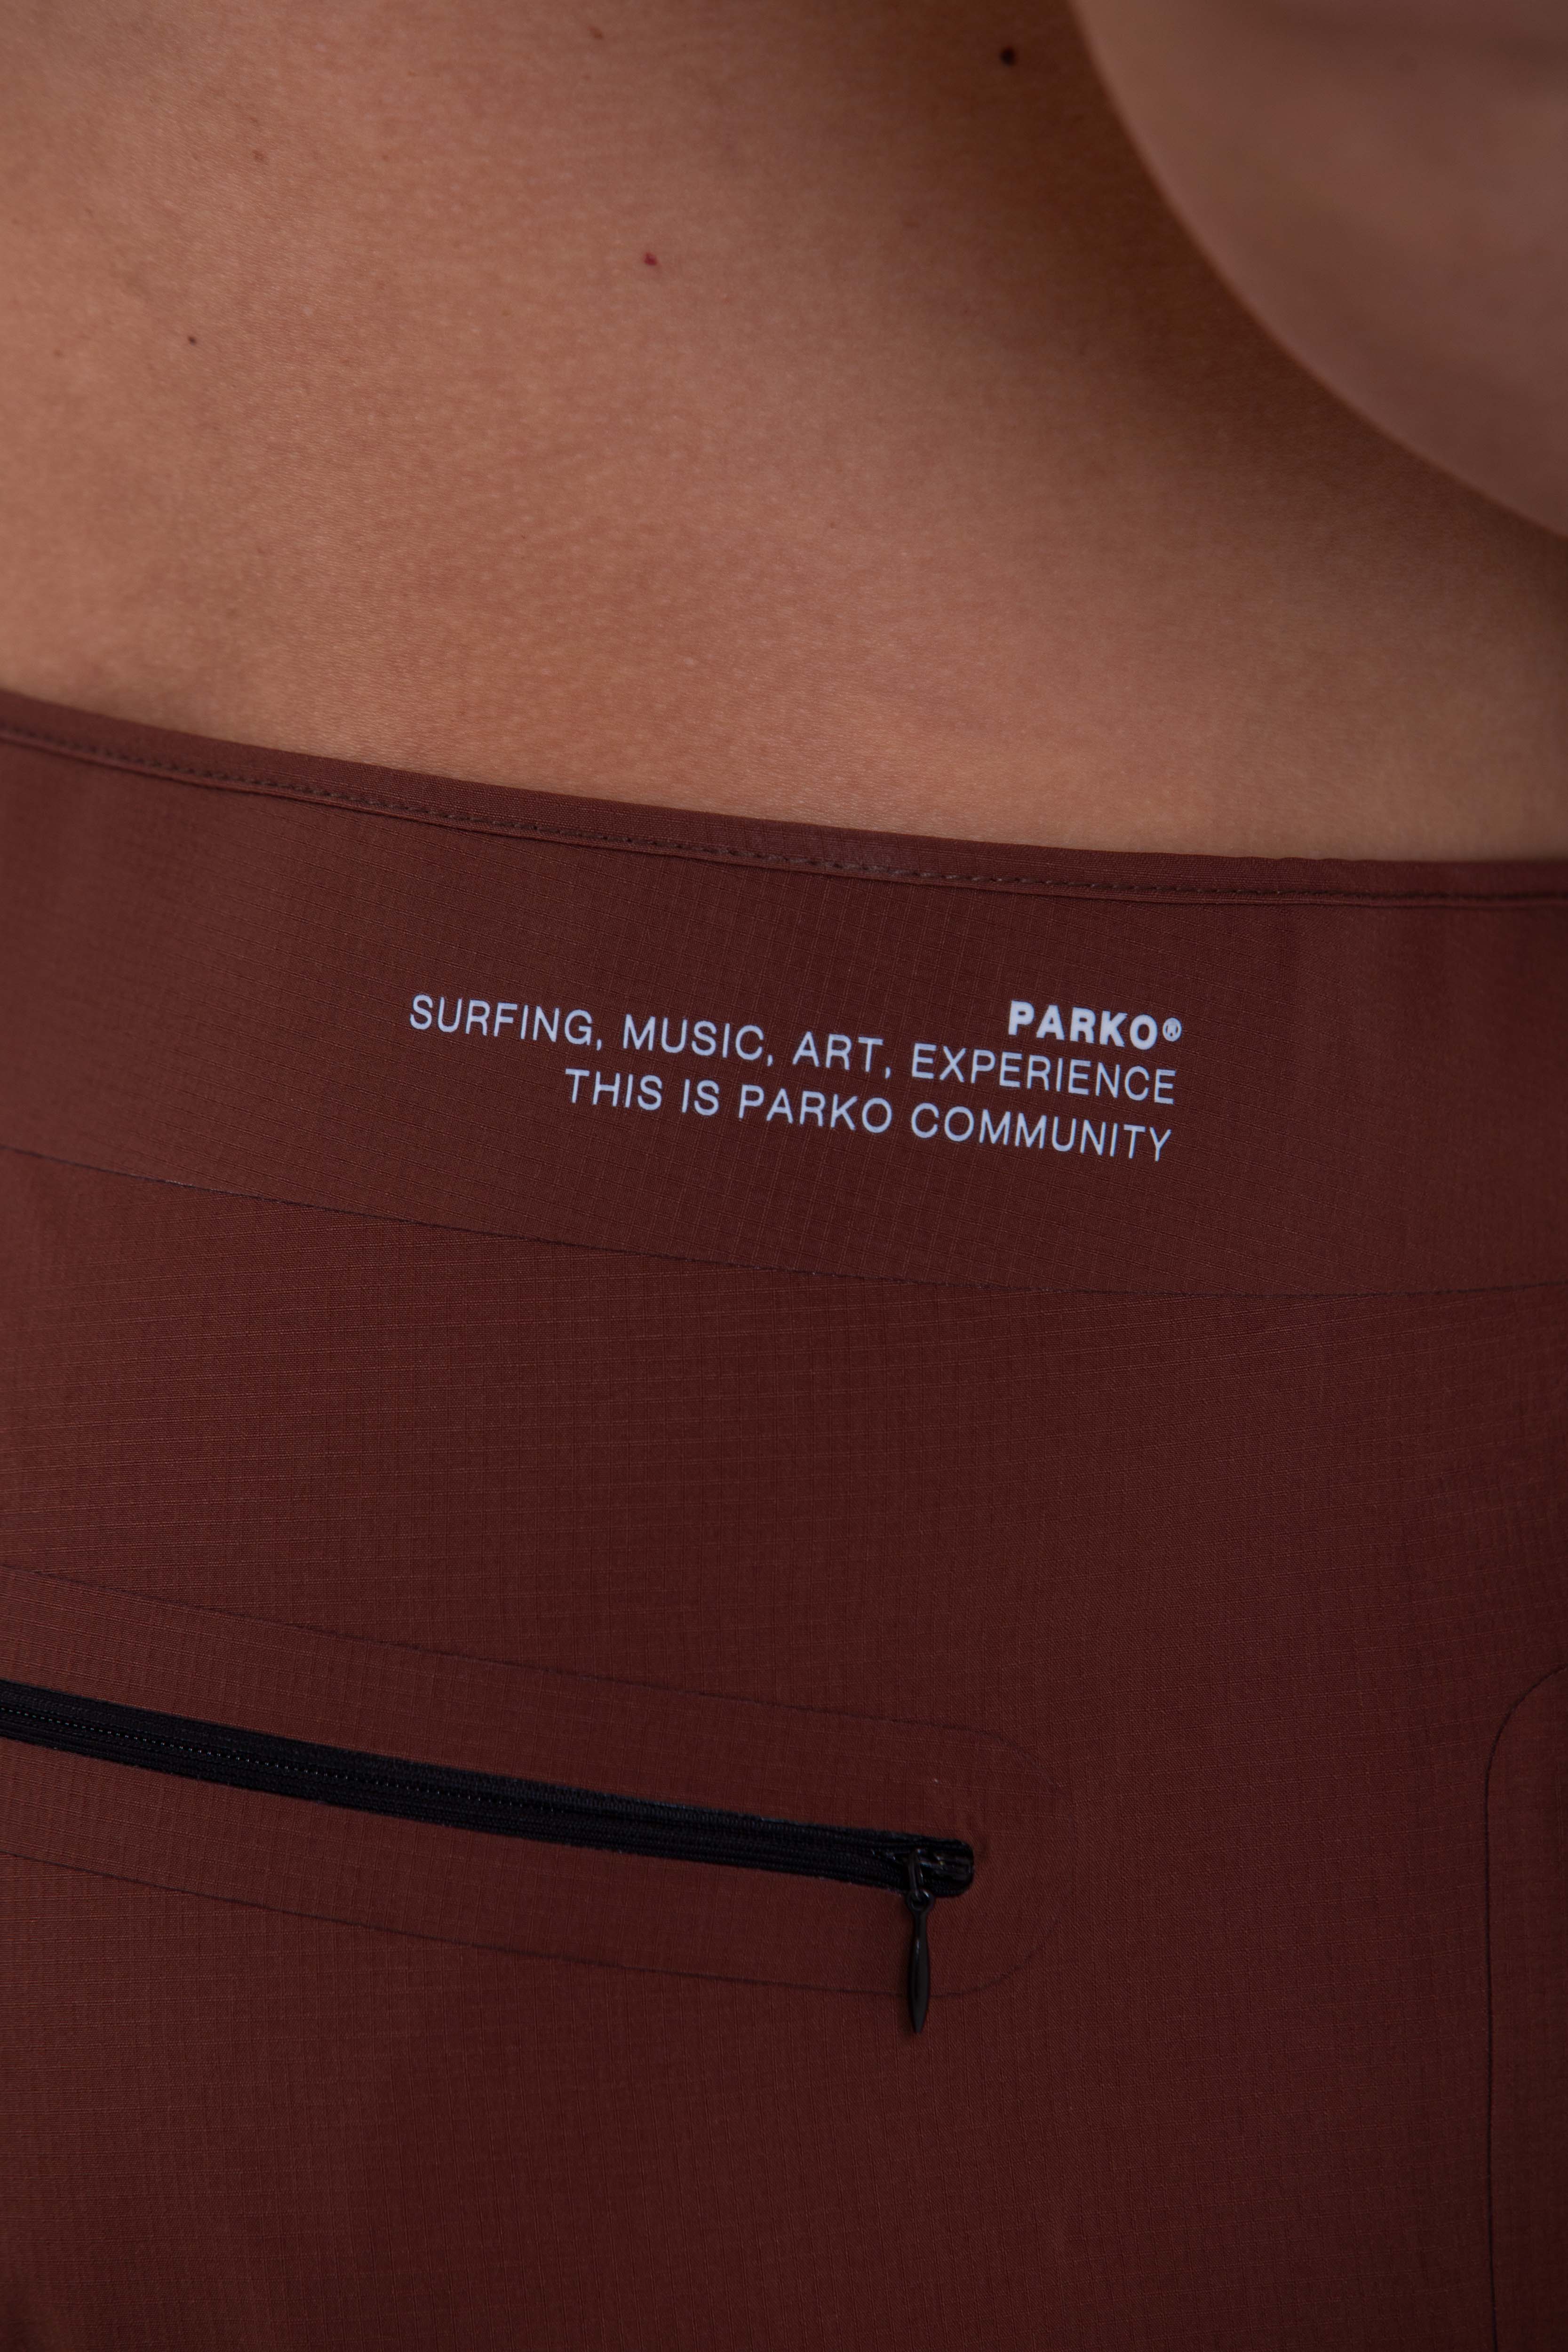 PARKO®
SURFING, MUSIC, ART, EXPERIENCE
THIS IS PARKO COMMUNITY